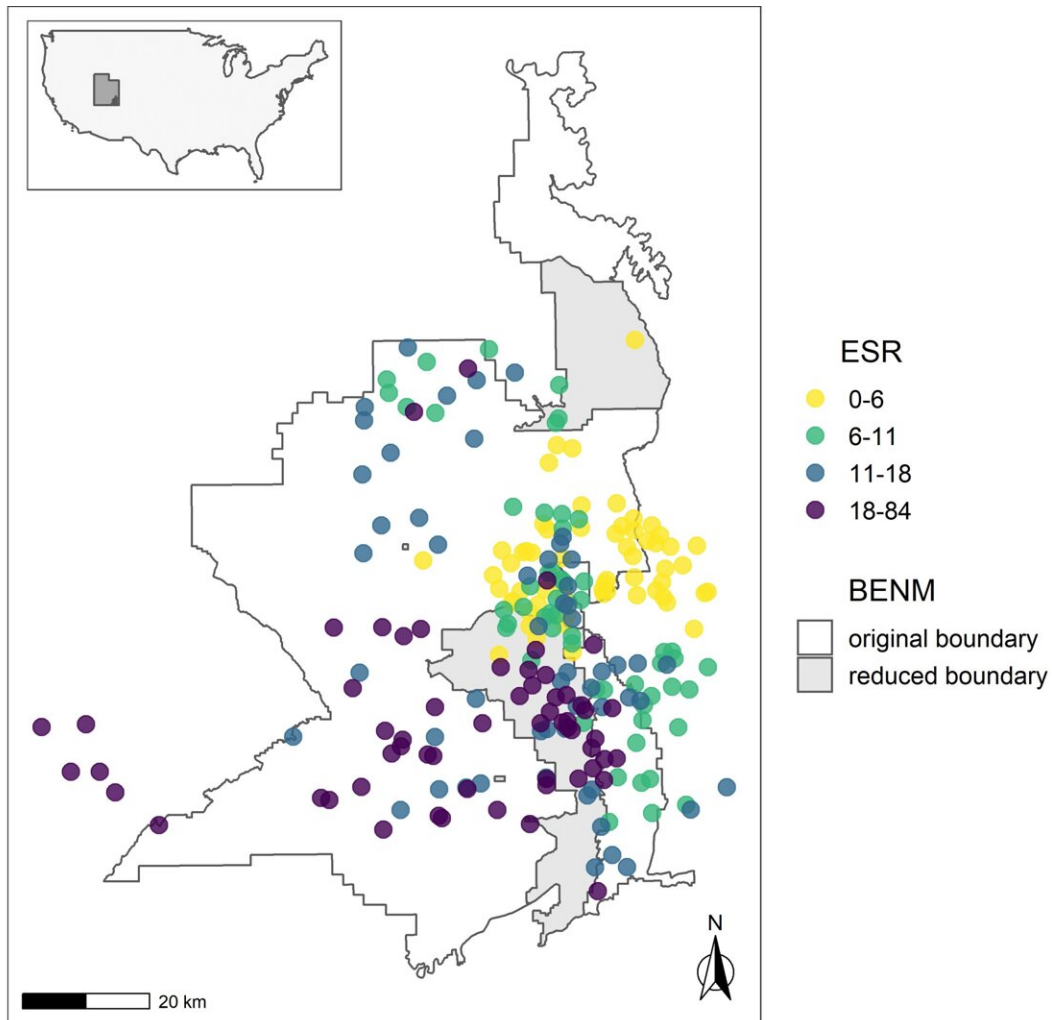 ESR
0-6
6-11
11-18
18-84
BENM
original boundary
reduced boundary
N
20 km